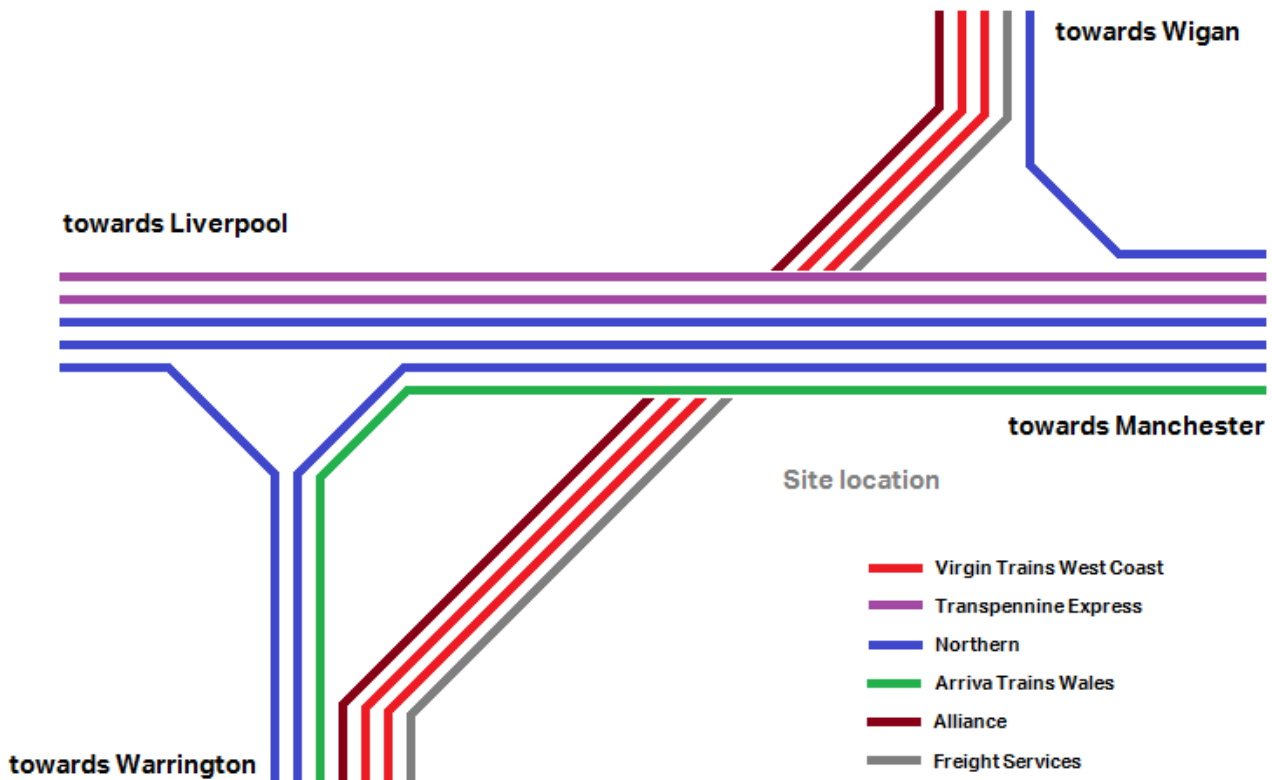 towards Wigan
towards Liverpool
towards Manchester
Site location
Virgin Trains West Coast
Transpennine Express
Northern
Arriva Trains Wales
Alliance
Freight Services
towards Warrington